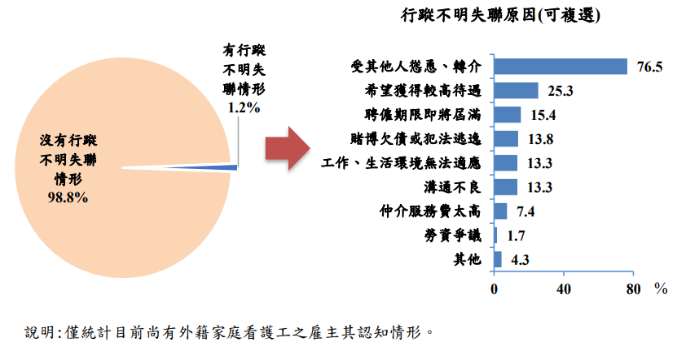 行蹤不明失聯原因(可複選)
有行蹤
不明失
聯情形
1.2%
沒有行蹤
不明失聯
情形
98.8%
受其他人慫恿、轉介 76.5
希望獲得較高待遇 25.3
聘僱期限即將屆滿 15.4
賭博欠債或犯法逃逸 13.8
工作、生活環境無法適應 13.3
溝通不良 13.3
仲介服務費太高 7.4
勞資爭議 1.7
其他 4.3
0 40 80 %
說明:僅統計目前尚有外籍家庭看護工之雇主其認知情形。